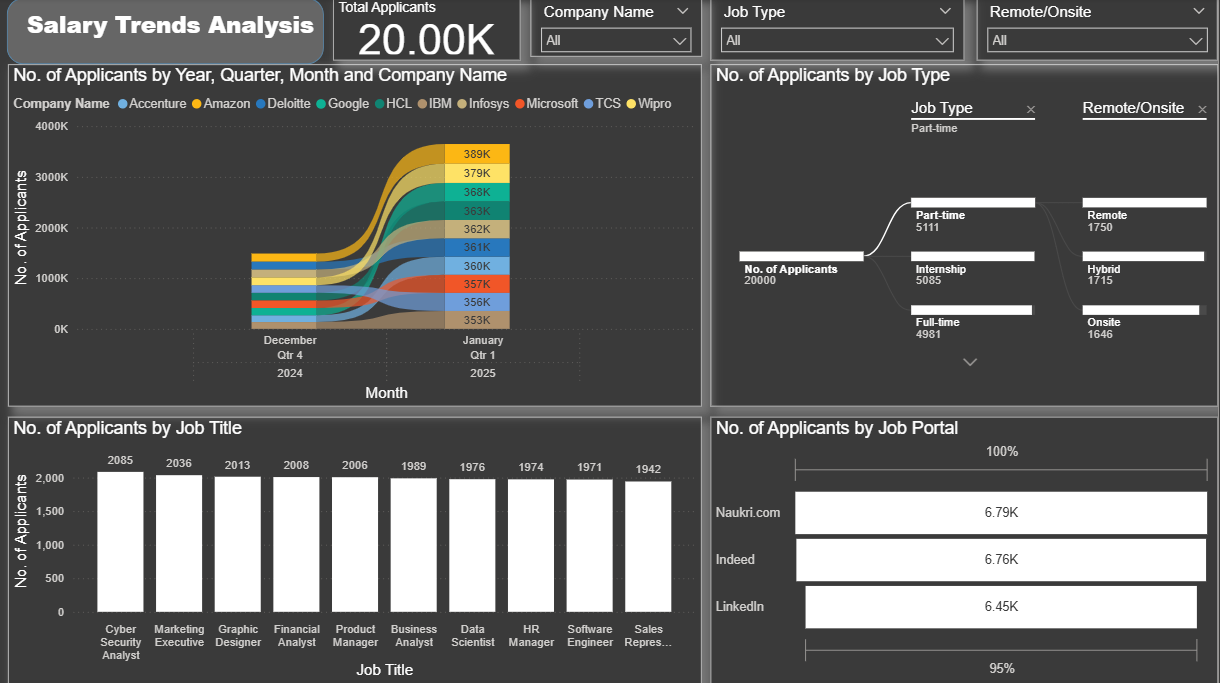 Salary Trends Analysis
Total Applicants
20.00K
Company Name
All
Job Type
All
Remote/Onsite
All
No. of Applicants by Year, Quarter, Month and Company Name
Company Name Accenture Amazon Deloitte Google HCL IBM Infosys Microsoft TCS Wipro
4000K
3000K
2000K
1000K
0K
No. of Applicants
389K
379K
368K
363K
362K
361K
360K
357K
356K
353K
December January
Qtr 4 Qtr 1
2024 2025
Month
No. of Applicants by Job Type
Job Type × Remote/Onsite ×
Part-time
No. of Applicants
20000
Part-time
5111
Internship
5085
Full-time
4981
Remote
1750
Hybrid
1715
Onsite
1646
No. of Applicants by Job Title
No. of Applicants
2,000
1,500
1,000
500
0
2085 2036 2013 2008 2006 1989 1976 1974 1971 1942
Cyber Marketing Graphic Financial Product Business Data HR Software Sales
Security Executive Designer Analyst Manager Analyst Scientist Manager Engineer Repres...
Analyst
Job Title
No. of Applicants by Job Portal
100%
Naukri.com 6.79K
Indeed 6.76K
LinkedIn 6.45K
95%